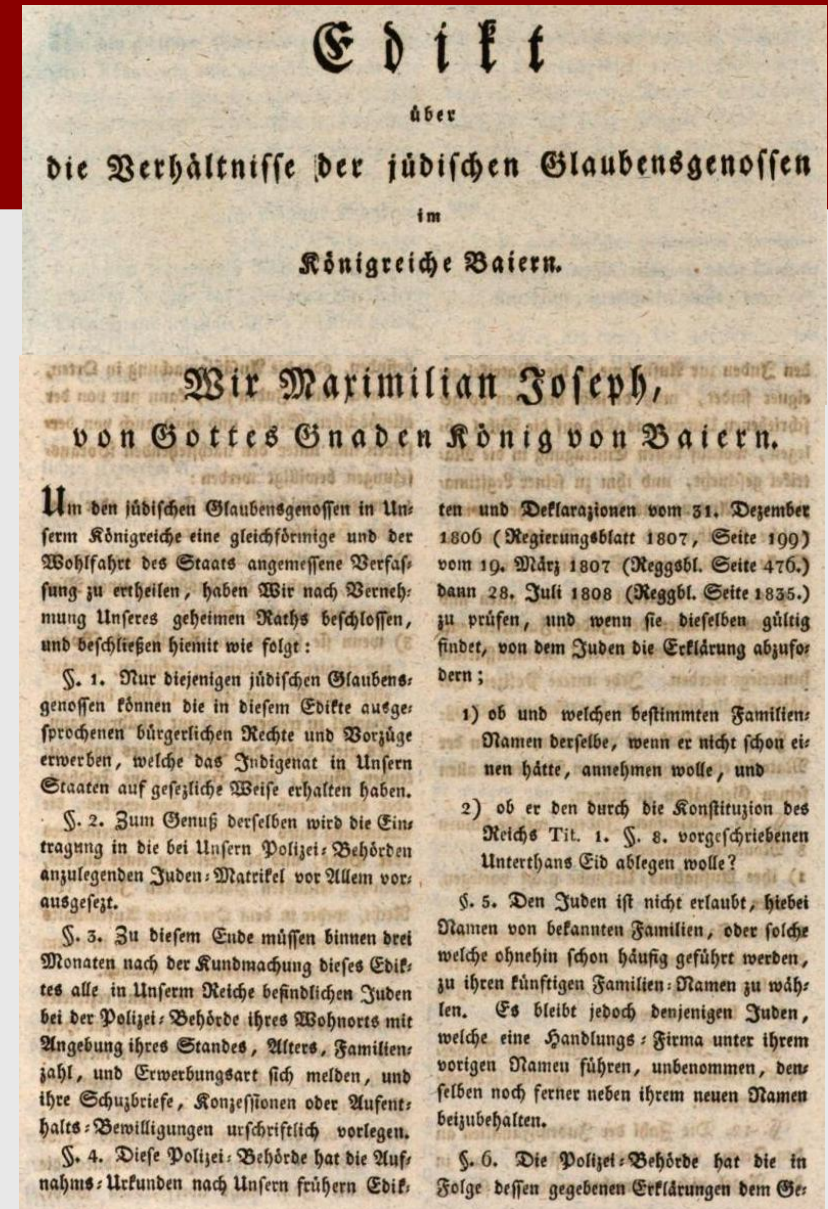 Edikt
über
die Verhältnisse der jüdischen Glaubensgenossen
im
Königreiche Baiern.
Wir Maximilian Joseph,
von Gottes Gnaden König von Baiern.
Um den jüdischen Glaubensgenossen in Un-
serm Königreiche eine gleichförmige und der
Wohlfahrt des Staats angemessene Verfas-
sung zu ertheilen, haben Wir nach Verneh-
mung Unseres geheimen Raths beschlossen,
und beschließen hiemit wie folgt:
§. 1. Nur diejenigen jüdischen Glaubens-
genossen können die in diesem Edikte ausge-
sprochenen bürgerlichen Rechte und Vorzüge
erwerben, welche das Indigenat in Unsern
Staaten auf gesezliche Weise erhalten haben.
§. 2. Zum Genuß derselben wird die Ein-
tragung in die bei Unsern Polizei-Behörden
anzulegenden Juden-Matrikel vor Allem vor-
ausgesezt.
§. 3. Zu diesem Ende müssen binnen drei
Monaten nach der Kundmachung dieses Edik-
tes alle in Unserm Reiche befindlichen Juden
bei der Polizei-Behörde ihres Wohnorts mit
Angebung ihres Standes, Alters, Familien-
zahl, und Erwerbungsart sich melden, und
ihre Schuzbriefe, Konzessionen oder Aufent-
halts-Bewilligungen urschriftlich vorlegen.
§. 4. Diese Polizei-Behörde hat die Auf-
nahms-Urkunden nach Unsern frühern Edik-
ten und Deklarazionen vom 31. Dezember
1806 (Regierungsblatt 1807, Seite 199)
vom 19. März 1807 (Reggsbl. Seite 476.)
dann 28. Juli 1808 (Reggbl. Seite 1835.)
zu prüfen, und wenn sie dieselben gültig
findet, von dem Juden die Erklärung abzufo-
dern;
1) ob und welchen bestimmten Familien-
Namen derselbe, wenn er nicht schon ei-
nen hätte, annehmen wolle, und
2) ob er den durch die Konstituzion des
Reichs Tit. 1. §. 8. vorgeschriebenen
Unterthans Eid ablegen wolle?
§. 5. Den Juden ist nicht erlaubt, hiebei
Namen von bekannten Familien, oder solche
welche ohnehin schon häufig geführt werden,
zu ihren künftigen Familien-Namen zu wäh-
len. Es bleibt jedoch denjenigen Juden,
welche eine Handlungs-Firma unter ihrem
vorigen Namen führen, unbenommen, den-
selben noch ferner neben ihrem neuen Namen
beizubehalten.
§. 6. Die Polizei-Behörde hat die in
Folge dessen gegebenen Erklärungen dem Ge-